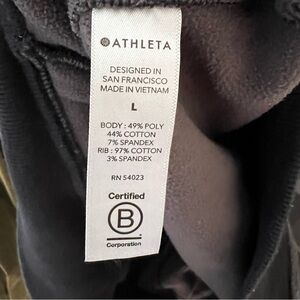 ATHLETA
DESIGNED IN
SAN FRANCISCO
MADE IN VIETNAM
L
BODY : 49% POLY
44% COTTON
7% SPANDEX
RIB : 97% COTTON
3% SPANDEX
RN 54023
Certified
B
Corporation